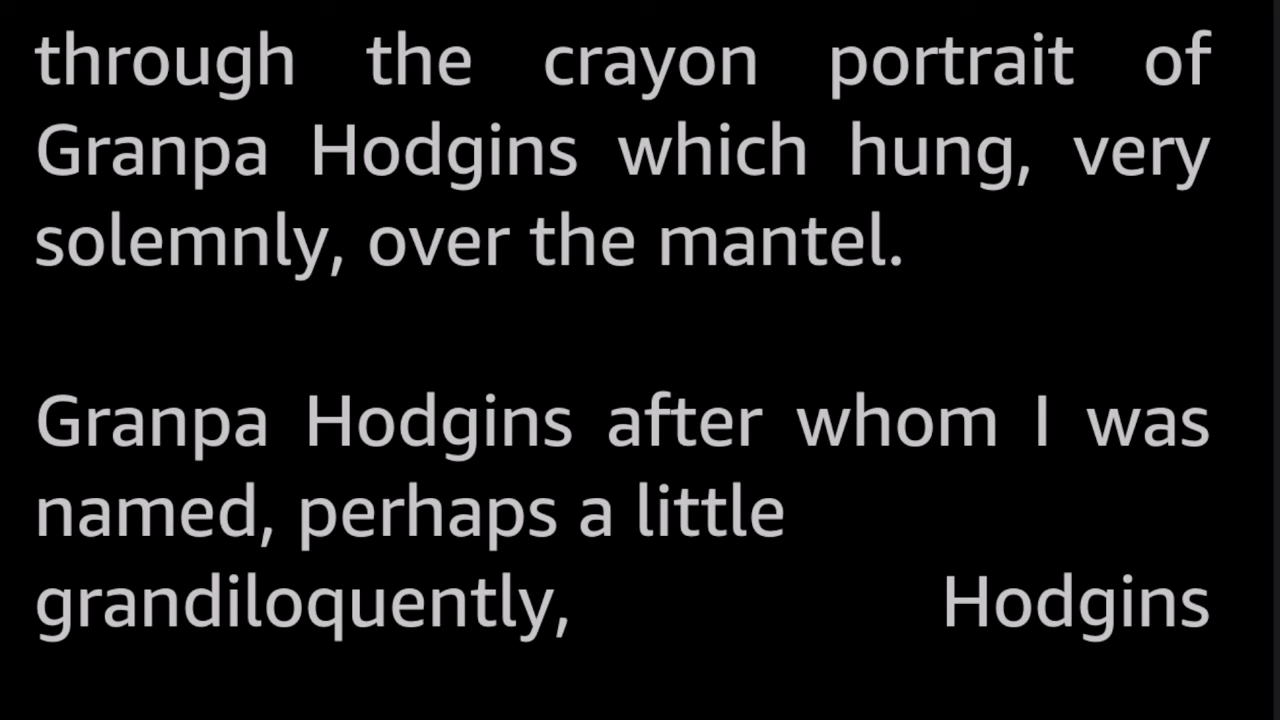 through the crayon portrait of
Granpa Hodgins which hung, very
solemnly, over the mantel.
Granpa Hodgins after whom I was
named, perhaps a little
grandiloquently, Hodgins